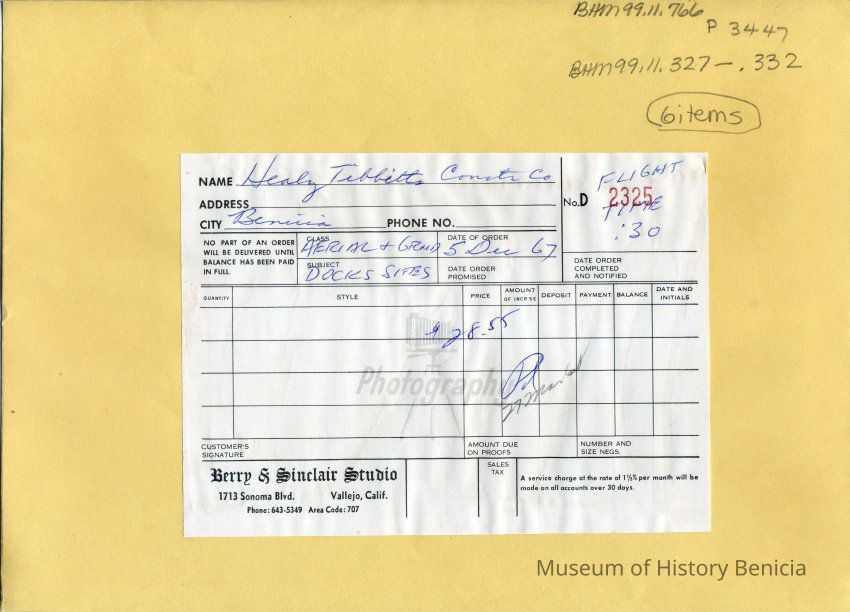 BHM99.11.766
P 3447
BHM99.11.327-.332
6items
NAME Healy Tibbitts Constr Co
ADDRESS
CITY Benicia PHONE NO.
No. D 2325
FLIGHT
TIME
:30
NO PART OF AN ORDER
WILL BE DELIVERED UNTIL
BALANCE HAS BEEN PAID
IN FULL.
CLASS
AERIAL + GRND
SUBJECT
DOCKS SITES
DATE OF ORDER
5 Dec 67
DATE ORDER
PROMISED
DATE ORDER
COMPLETED
AND NOTIFIED
QUANTITY STYLE PRICE AMOUNT OF INCR'SE DEPOSIT PAYMENT BALANCE DATE AND INITIALS
$28.55
Photography
Pd
CUSTOMER'S
SIGNATURE
AMOUNT DUE
ON PROOFS
NUMBER AND
SIZE NEGS.
Berry & Sinclair Studio
1713 Sonoma Blvd. Vallejo, Calif.
Phone: 643-5349 Area Code: 707
SALES
TAX
A service charge at the rate of 1½% per month will be
made on all accounts over 30 days.
Museum of History Benicia